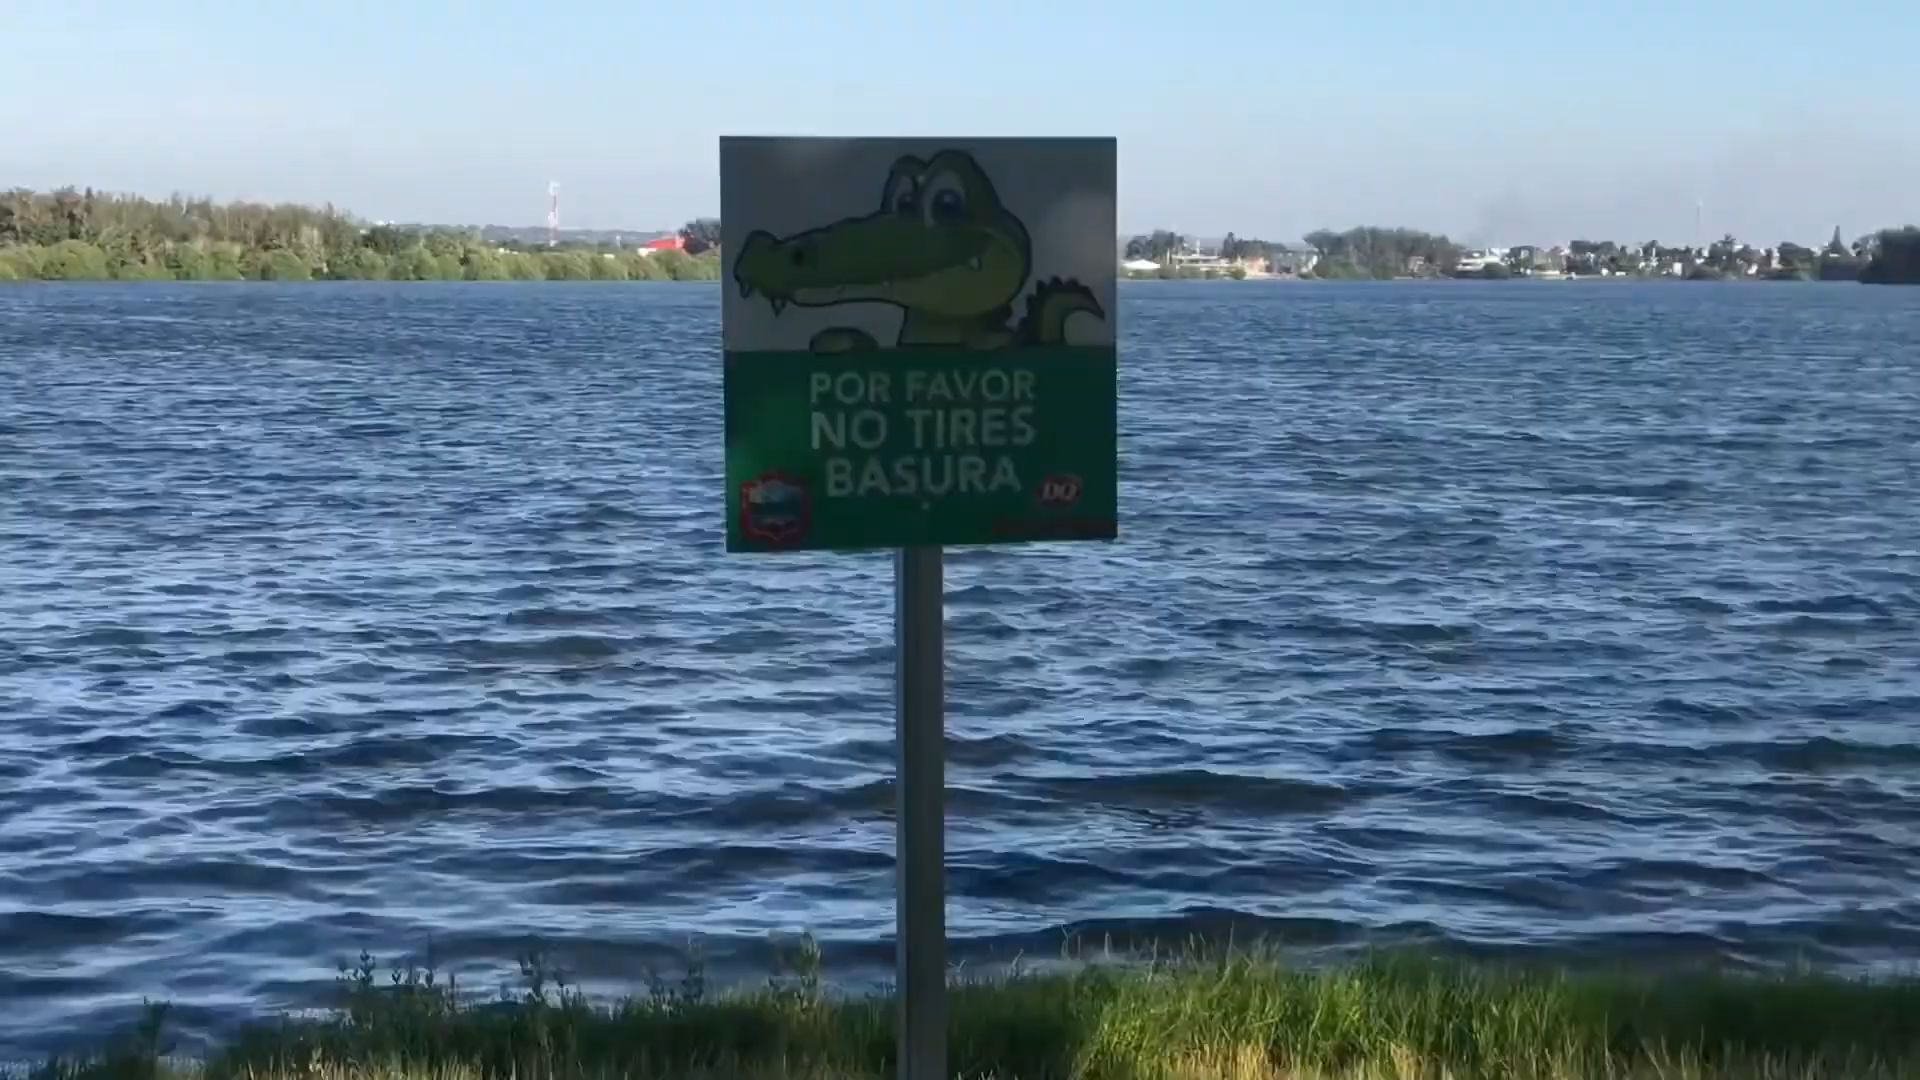 POR FAVOR
NO TIRES
BASURA
DQ